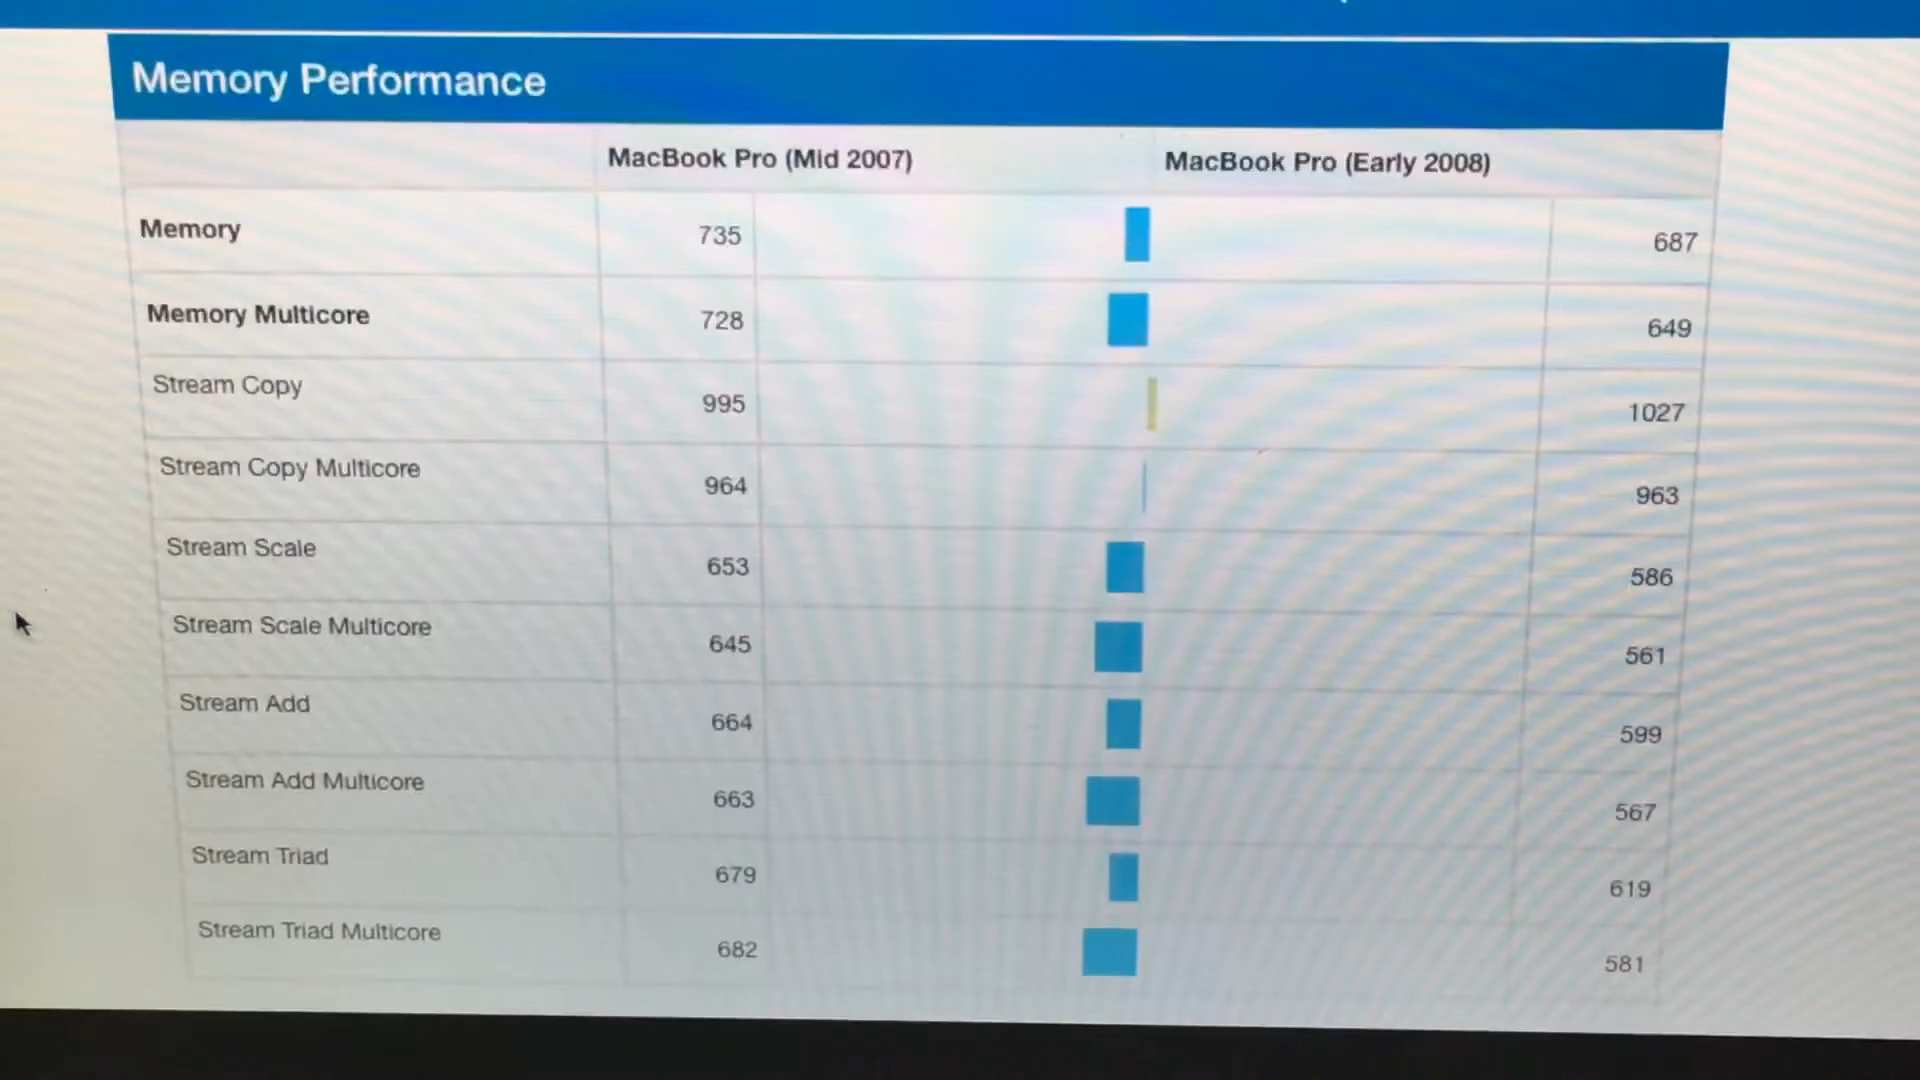 Memory Performance
MacBook Pro (Mid 2007) MacBook Pro (Early 2008)
Memory 735 687
Memory Multicore 728 649
Stream Copy 995 1027
Stream Copy Multicore 964 963
Stream Scale 653 586
Stream Scale Multicore 645 561
Stream Add 664 599
Stream Add Multicore 663 567
Stream Triad 679 619
Stream Triad Multicore 682 581